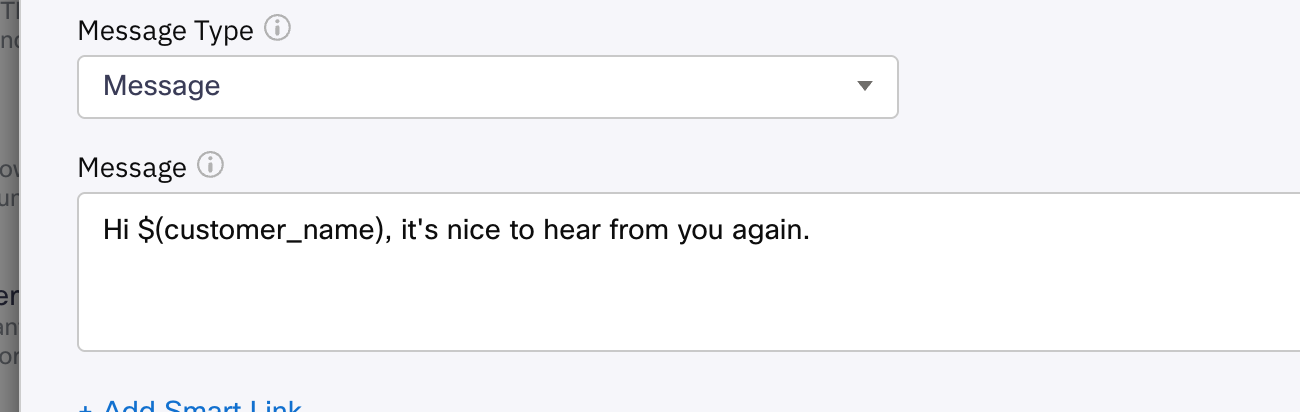 Message Type
Message
Message
Hi $(customer_name), it's nice to hear from you again.
+ Add Smart Link